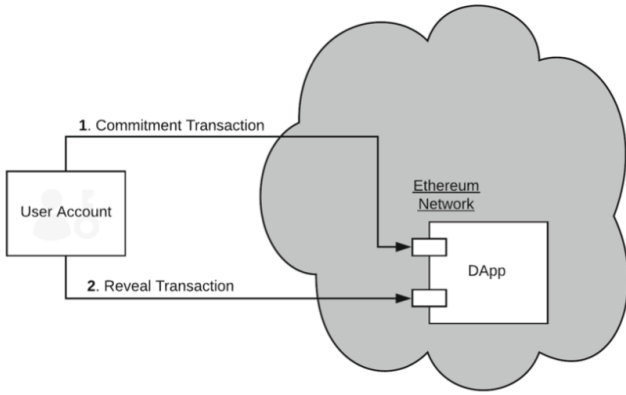 1. Commitment Transaction
Ethereum
Network
User Account
DApp
2. Reveal Transaction